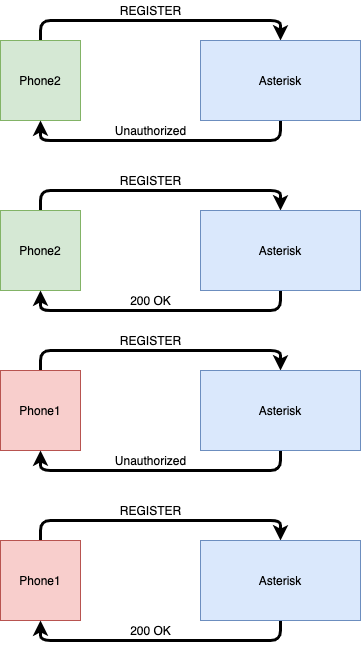 REGISTER
Phone2
Asterisk
Unauthorized
REGISTER
Phone2
Asterisk
200 OK
REGISTER
Phone1
Asterisk
Unauthorized
REGISTER
Phone1
Asterisk
200 OK